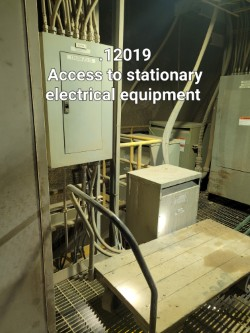 .12019
Access to stationary
electrical equipment